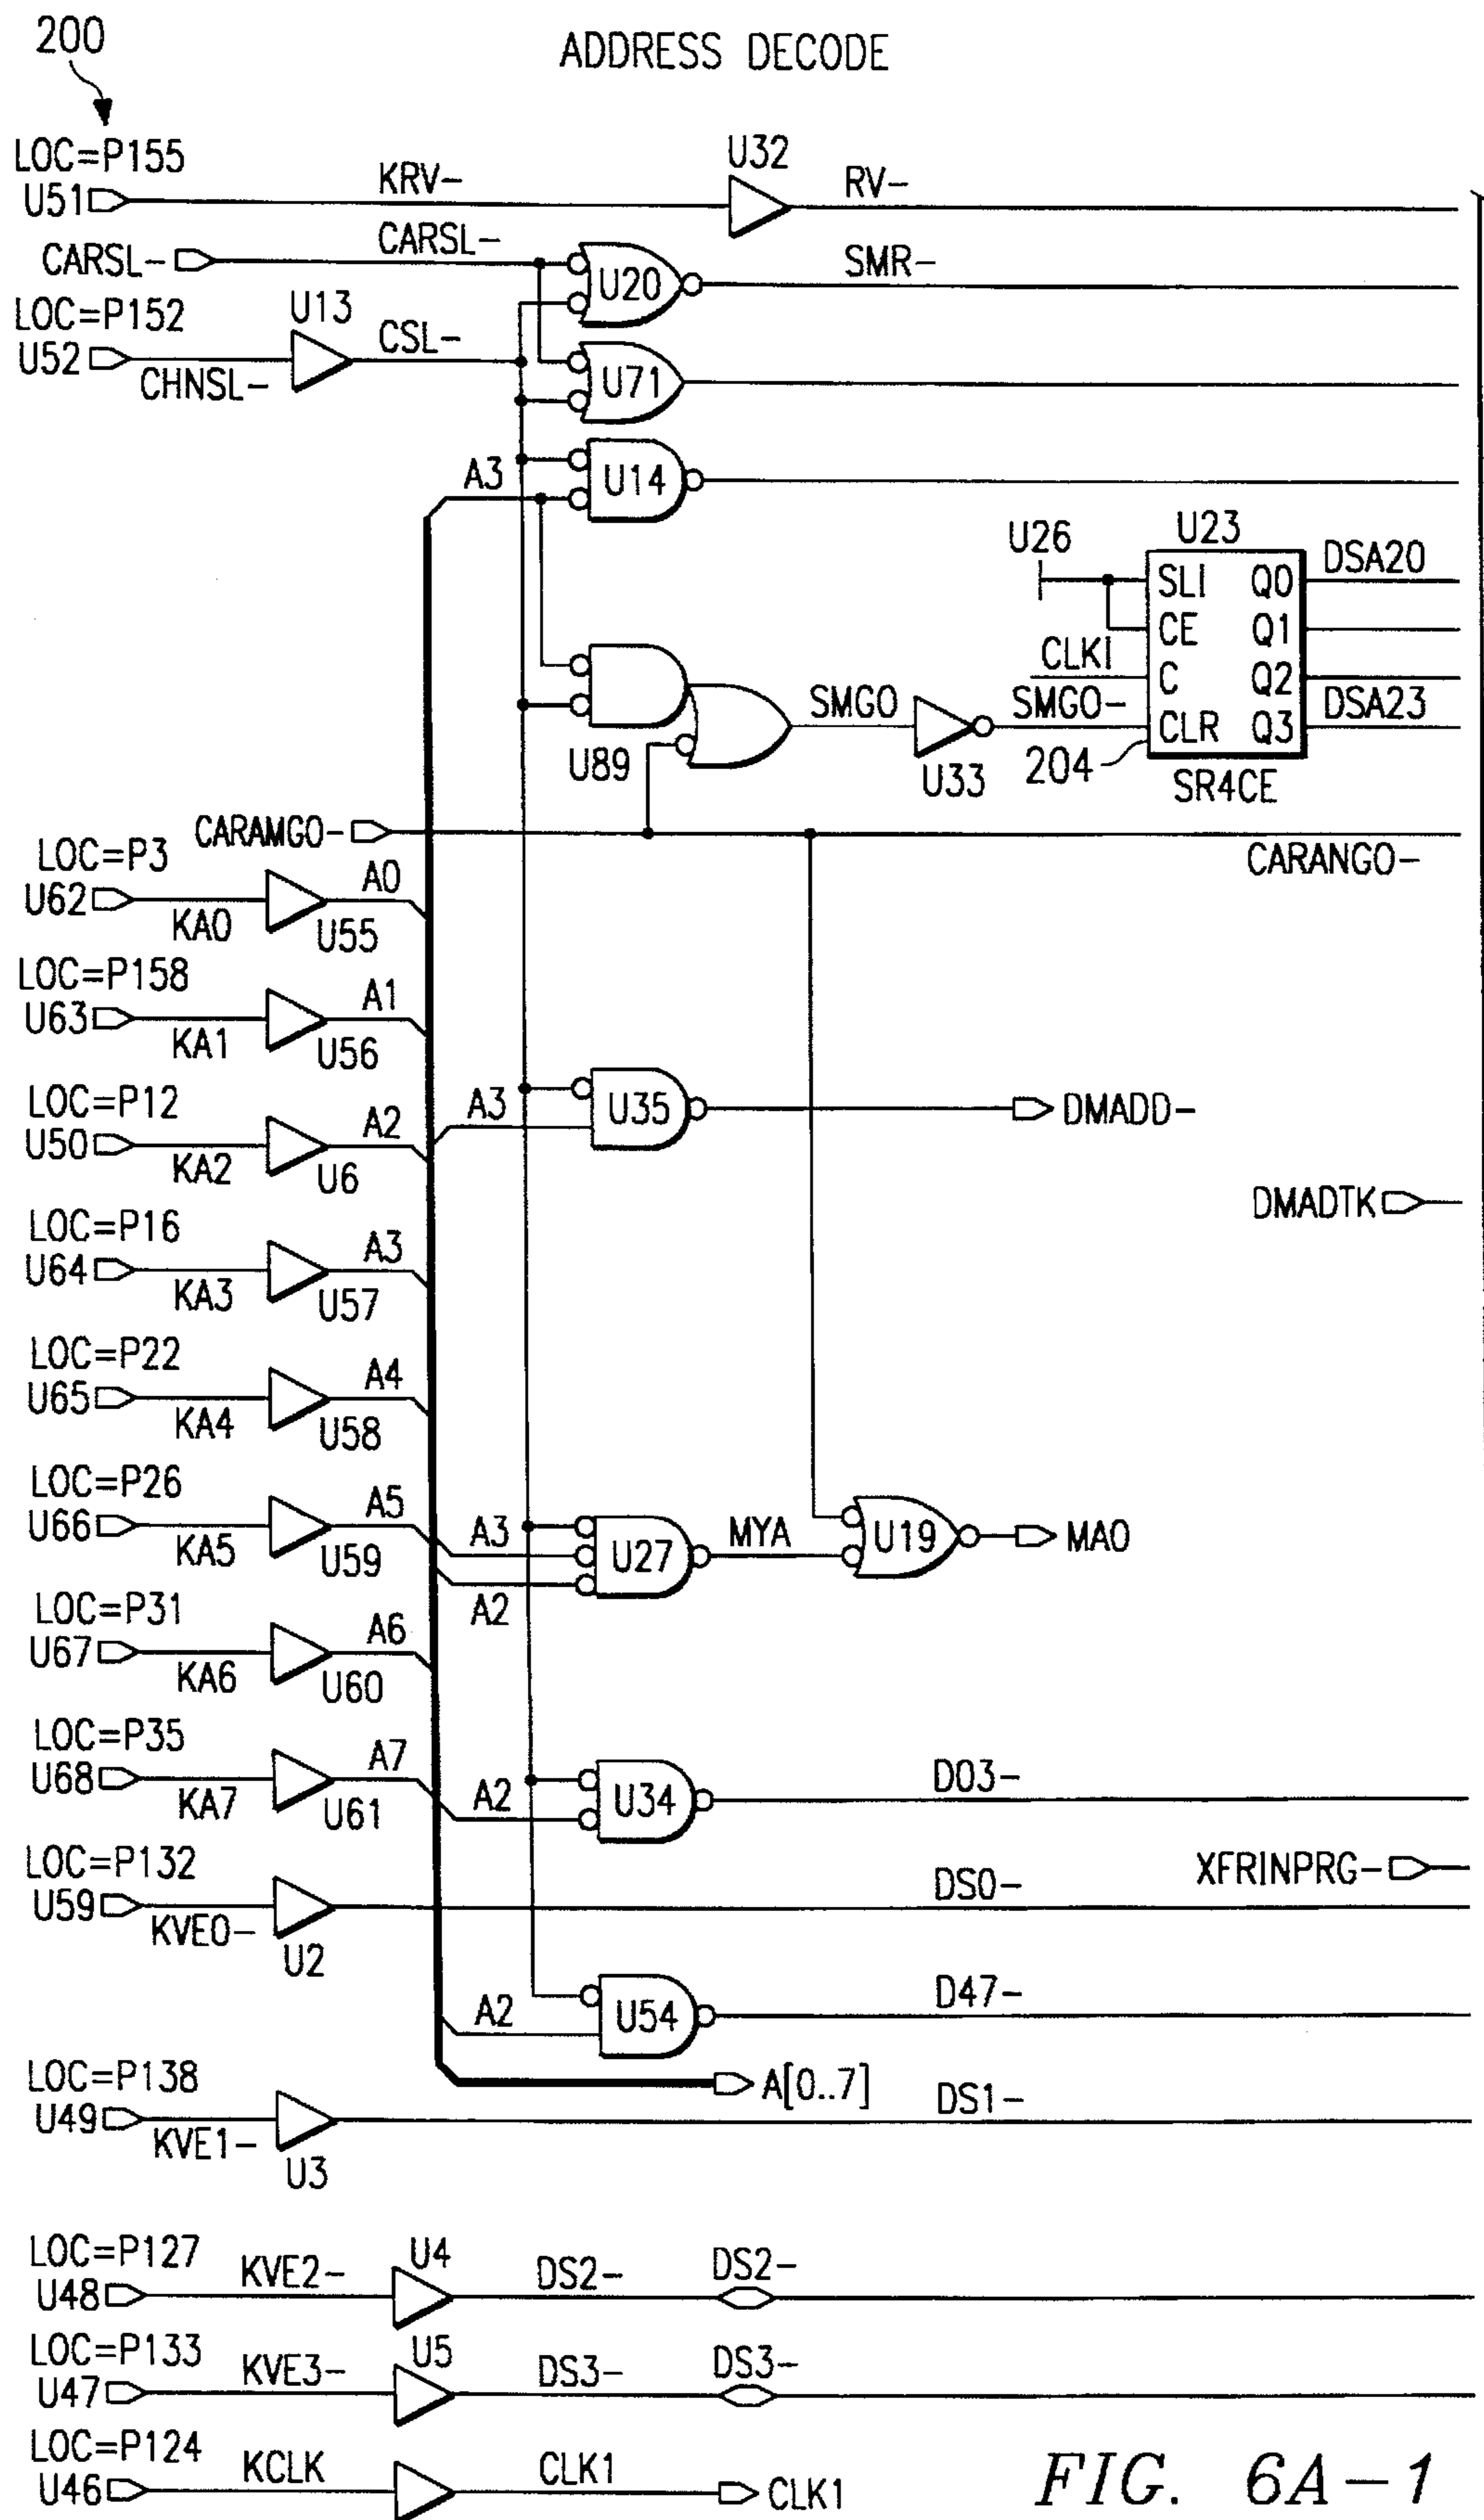 200
ADDRESS DECODE
LOC=P155
U51
KRV-
U32
RV-
CARSL-
CARSL-
U20
SMR-
LOC=P152
U52
CHNSL-
U13
CSL-
U71
A3
U14
U26
U23
SLI
Q0
DSA20
CE
Q1
CLKI
C
Q2
U89
SMGO
U33
SMGO-
CLR
Q3
DSA23
204
SR4CE
CARAMGO-
CARANGO-
LOC=P3
U62
KA0
A0
U55
LOC=P158
U63
KA1
A1
U56
LOC=P12
U50
KA2
A2
U6
A3
U35
DMADD-
DMADTK
LOC=P16
U64
KA3
A3
U57
LOC=P22
U65
KA4
A4
U58
LOC=P26
U66
KA5
A5
U59
A3
A2
U27
MYA
U19
MAO
LOC=P31
U67
KA6
A6
U60
LOC=P35
U68
KA7
A7
U61
A2
U34
D03-
LOC=P132
U59
KVE0-
U2
DS0-
XFRINPRG-
A2
U54
D47-
A[0..7]
LOC=P138
U49
KVE1-
U3
DS1-
LOC=P127
U48
KVE2-
U4
DS2-
DS2-
LOC=P133
U47
KVE3-
U5
DS3-
DS3-
LOC=P124
U46
KCLK
CLK1
CLK1
FIG. 6A-1